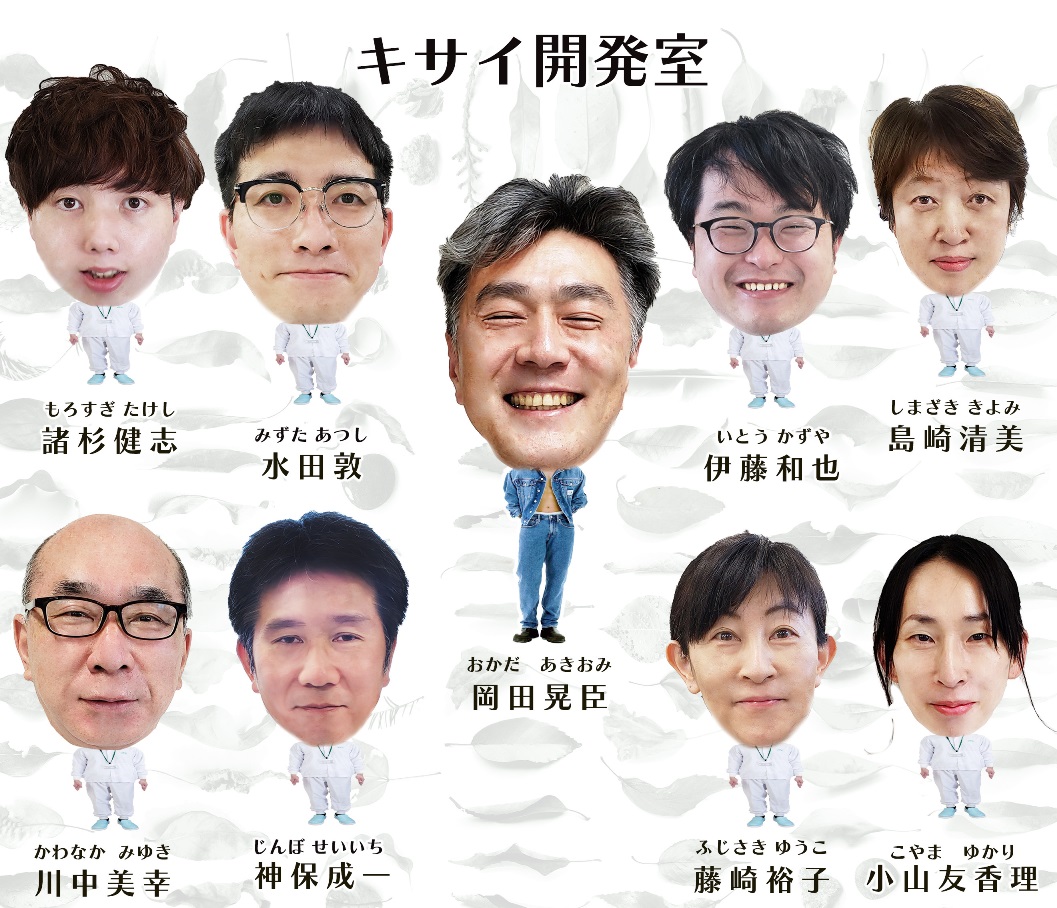 キサイ開発室
もろすぎ たけし
諸杉健志
みずた あつし
水田敦
おかだ　あきおみ
岡田晃臣
いとう かずや
伊藤和也
しまざき きよみ
島崎清美
かわなか みゆき
川中美幸
じんぼ せいいち
神保成一
ふじさき ゆうこ
藤崎裕子
こやま　ゆかり
小山友香理